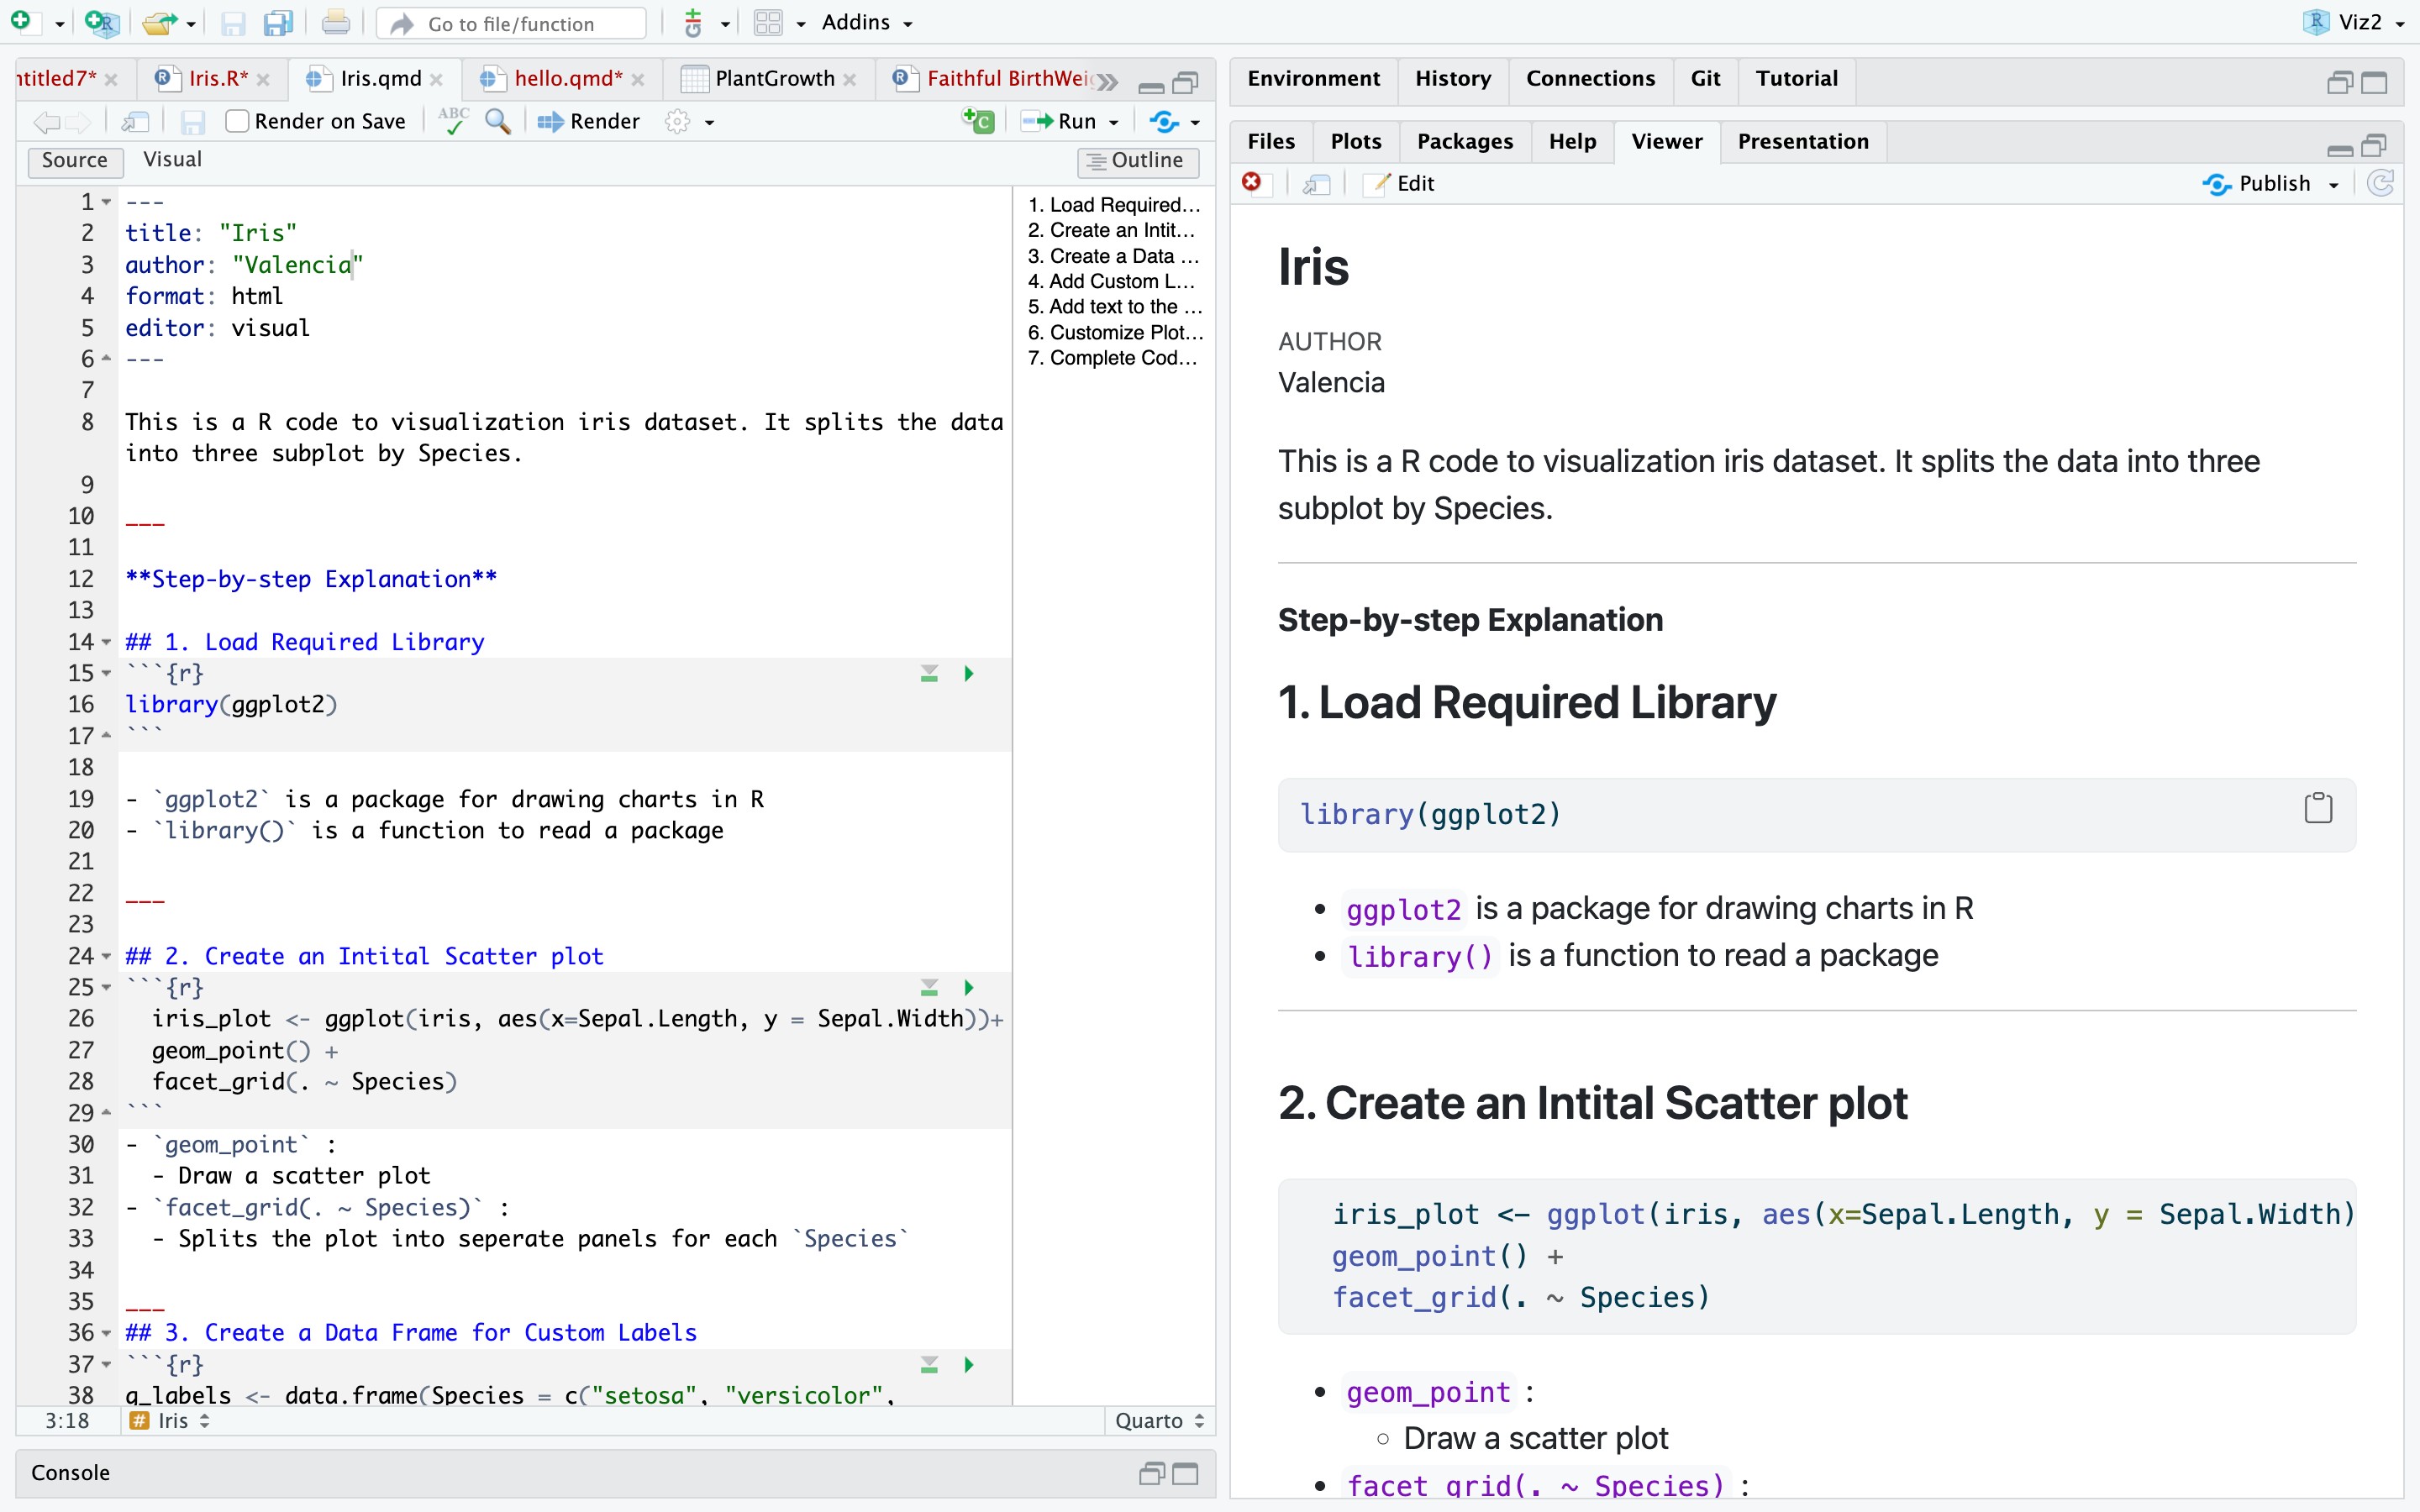 Go to file/function
Addins
Viz2
ntitled7*
Iris.R*
Iris.qmd
hello.qmd*
PlantGrowth
Faithful BirthWeig
Render on Save
ABC
Render
Run
Source
Visual
Outline
1 ---
2 title: "Iris"
3 author: "Valencia"
4 format: html
5 editor: visual
6 ---
7
8 This is a R code to visualization iris dataset. It splits the data
into three subplot by Species.
9
10 ___
11
12 **Step-by-step Explanation**
13
14 ## 1. Load Required Library
15 ```{r}
16 library(ggplot2)
17 ```
18
19 - `ggplot2` is a package for drawing charts in R
20 - `library()` is a function to read a package
21
22 ___
23
24 ## 2. Create an Intital Scatter plot
25 ```{r}
26   iris_plot <- ggplot(iris, aes(x=Sepal.Length, y = Sepal.Width))+
27   geom_point() +
28   facet_grid(. ~ Species)
29 ```
30 - `geom_point` :
31   - Draw a scatter plot
32 - `facet_grid(. ~ Species)` :
33   - Splits the plot into seperate panels for each `Species`
34
35 ___
36 ## 3. Create a Data Frame for Custom Labels
37 ```{r}
38 a_labels <- data.frame(Species = c("setosa", "versicolor",
1. Load Required...
2. Create an Intit...
3. Create a Data ...
4. Add Custom L...
5. Add text to the ...
6. Customize Plot...
7. Complete Cod...
3:18
# Iris
Quarto
Console
Environment
History
Connections
Git
Tutorial
Files
Plots
Packages
Help
Viewer
Presentation
Edit
Publish
Iris
AUTHOR
Valencia
This is a R code to visualization iris dataset. It splits the data into three
subplot by Species.
Step-by-step Explanation
1. Load Required Library
library(ggplot2)
• ggplot2 is a package for drawing charts in R
• library() is a function to read a package
2. Create an Intital Scatter plot
iris_plot <- ggplot(iris, aes(x=Sepal.Length, y = Sepal.Width)
geom_point() +
facet_grid(. ~ Species)
• geom_point :
◦ Draw a scatter plot
• facet_grid(. ~ Species) :